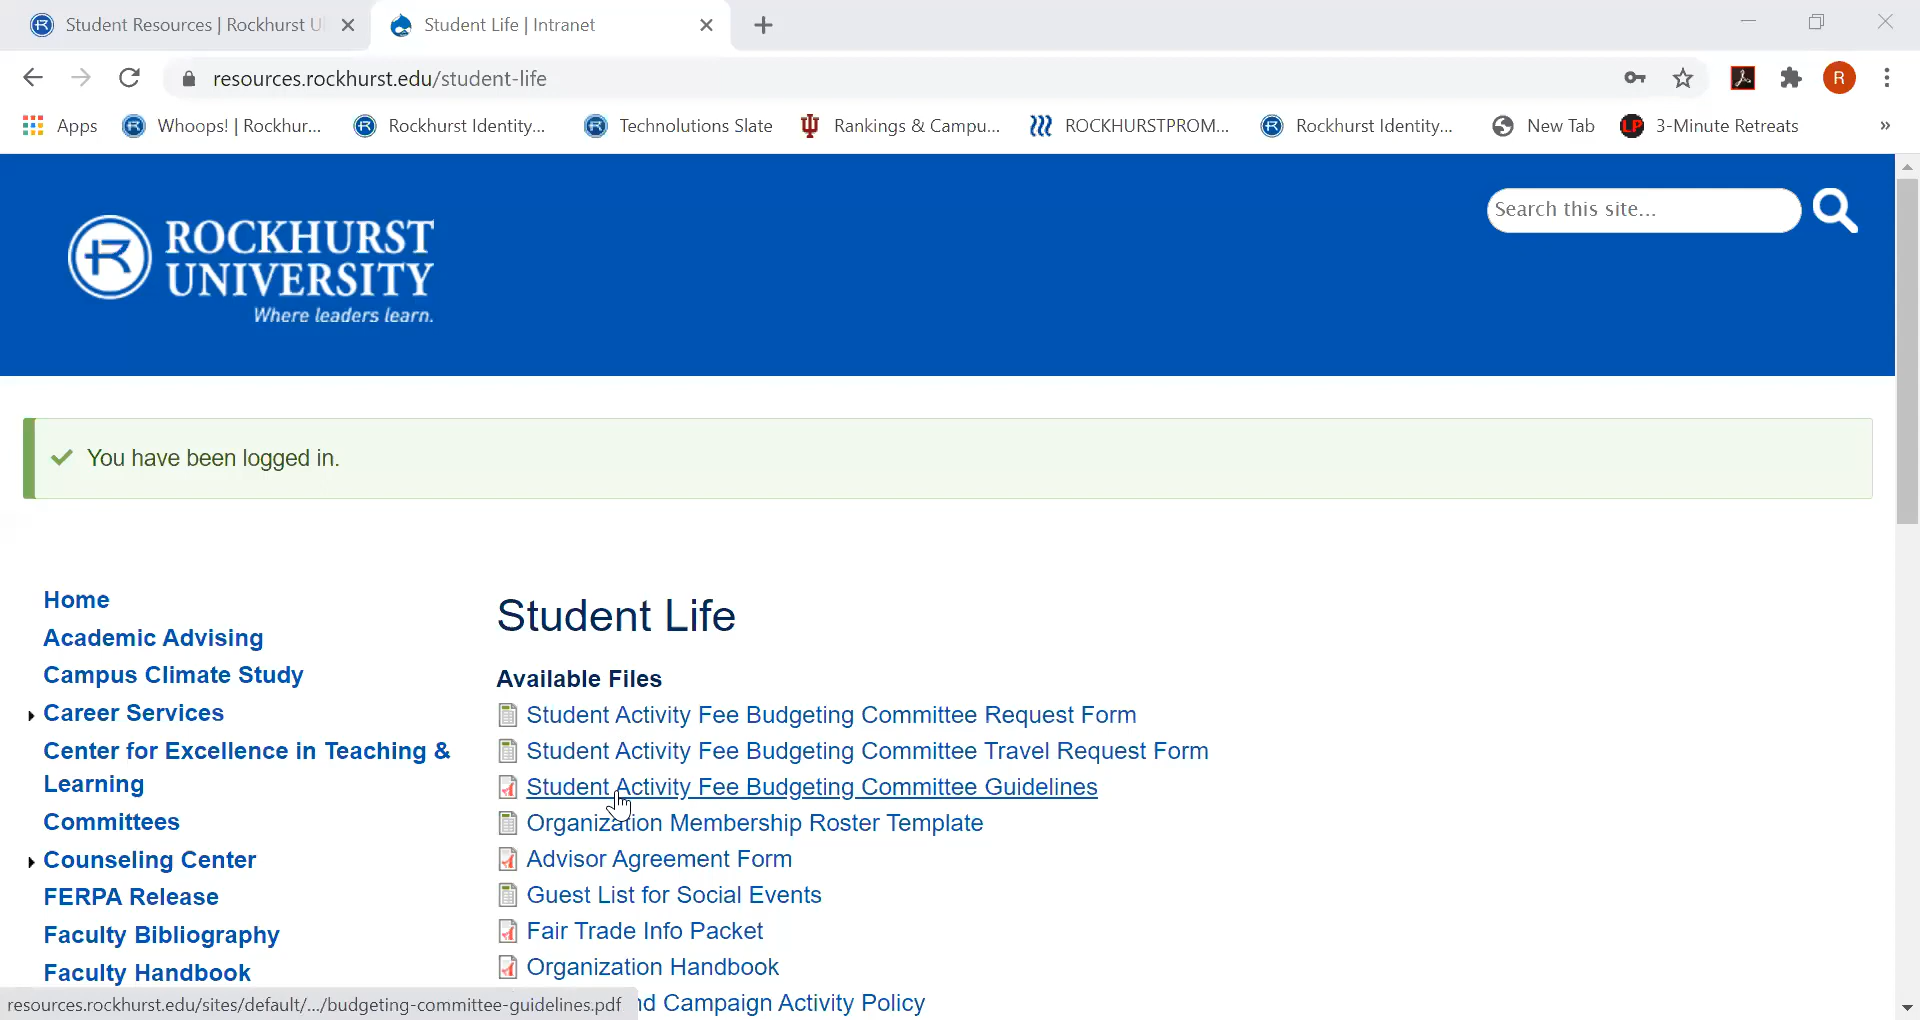 Student Resources | Rockhurst U
Student Life | Intranet
resources.rockhurst.edu/student-life
R
Apps
Whoops! | Rockhur...
Rockhurst Identity...
Technolutions Slate
Rankings & Campu...
ROCKHURSTPROM...
Rockhurst Identity...
New Tab
LP
3-Minute Retreats
»
Search this site...
R ROCKHURST
UNIVERSITY
Where leaders learn.
You have been logged in.
Home
Academic Advising
Campus Climate Study
Career Services
Center for Excellence in Teaching &
Learning
Committees
Counseling Center
FERPA Release
Faculty Bibliography
Faculty Handbook
Student Life
Available Files
Student Activity Fee Budgeting Committee Request Form
Student Activity Fee Budgeting Committee Travel Request Form
Student Activity Fee Budgeting Committee Guidelines
Organization Membership Roster Template
Advisor Agreement Form
Guest List for Social Events
Fair Trade Info Packet
Organization Handbook
nd Campaign Activity Policy
resources.rockhurst.edu/sites/default/.../budgeting-committee-guidelines.pdf